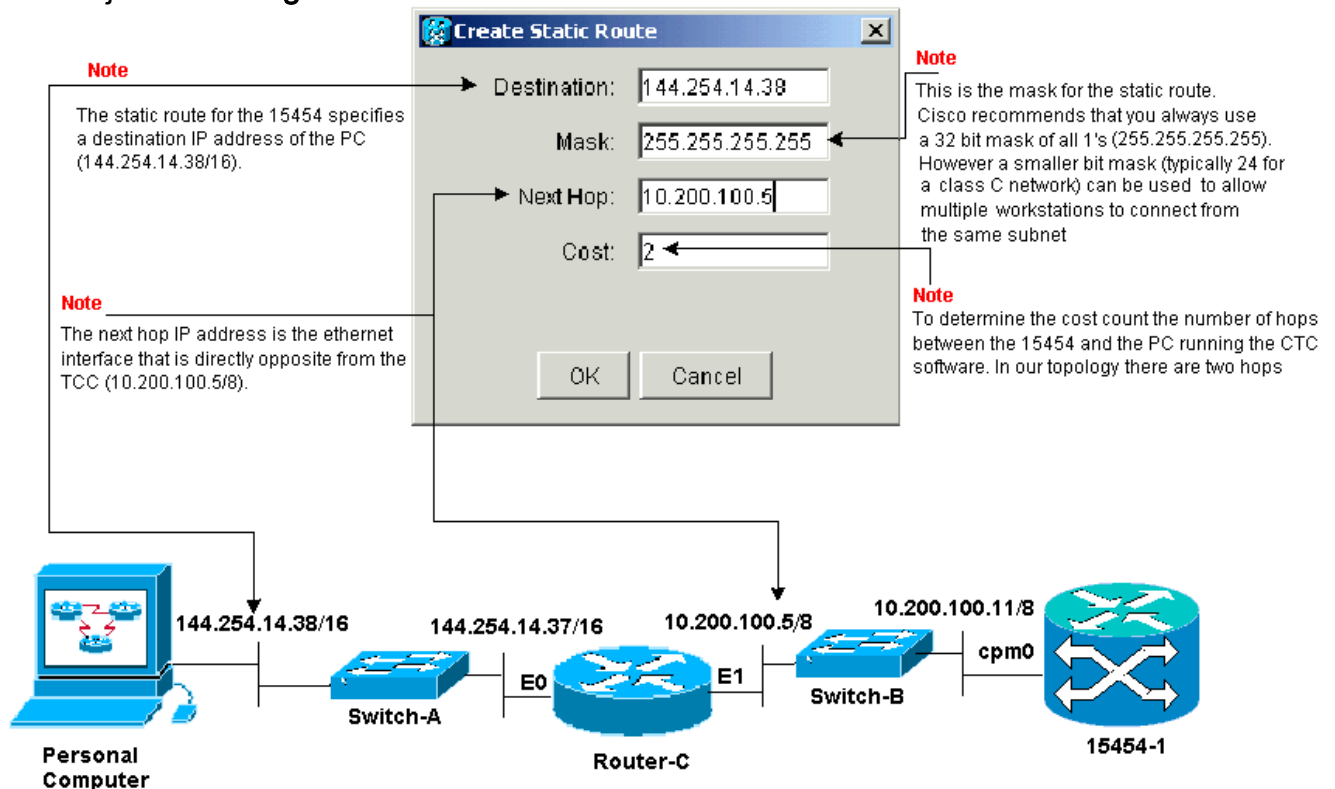 Create Static Route
Note
The static route for the 15454 specifies
a destination IP address of the PC
(144.254.14.38/16).
Destination: 144.254.14.38
Mask: 255.255.255.255
Next Hop: 10.200.100.5
Cost: 2
OK Cancel
Note
This is the mask for the static route.
Cisco recommends that you always use
a 32 bit mask of all 1's (255.255.255.255).
However a smaller bit mask (typically 24 for
a class C network) can be used to allow
multiple workstations to connect from
the same subnet
Note
The next hop IP address is the ethernet
interface that is directly opposite from the
TCC (10.200.100.5/8).
Note
To determine the cost count the number of hops
between the 15454 and the PC running the CTC
software. In our topology there are two hops
144.254.14.38/16
144.254.14.37/16
10.200.100.5/8
10.200.100.11/8
E0
E1
cpm0
Switch-A
Switch-B
Router-C
15454-1
Personal
Computer